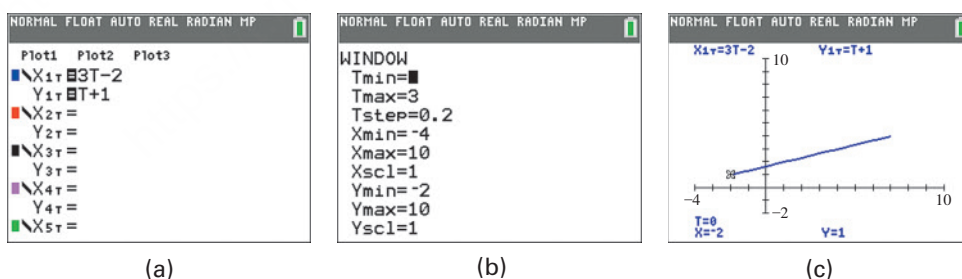 NORMAL FLOAT AUTO REAL RADIAN MP
Plot1 Plot2 Plot3
\X1T=3T-2
Y1T=T+1
\X2T=
Y2T=
\X3T=
Y3T=
\X4T=
Y4T=
\X5T=
(a)
NORMAL FLOAT AUTO REAL RADIAN MP
WINDOW
Tmin=
Tmax=3
Tstep=0.2
Xmin=-4
Xmax=10
Xscl=1
Ymin=-2
Ymax=10
Yscl=1
(b)
NORMAL FLOAT AUTO REAL RADIAN MP
X1T=3T-2 Y1T=T+1
10
−4 10
−2
T=0
X=-2 Y=1
(c)